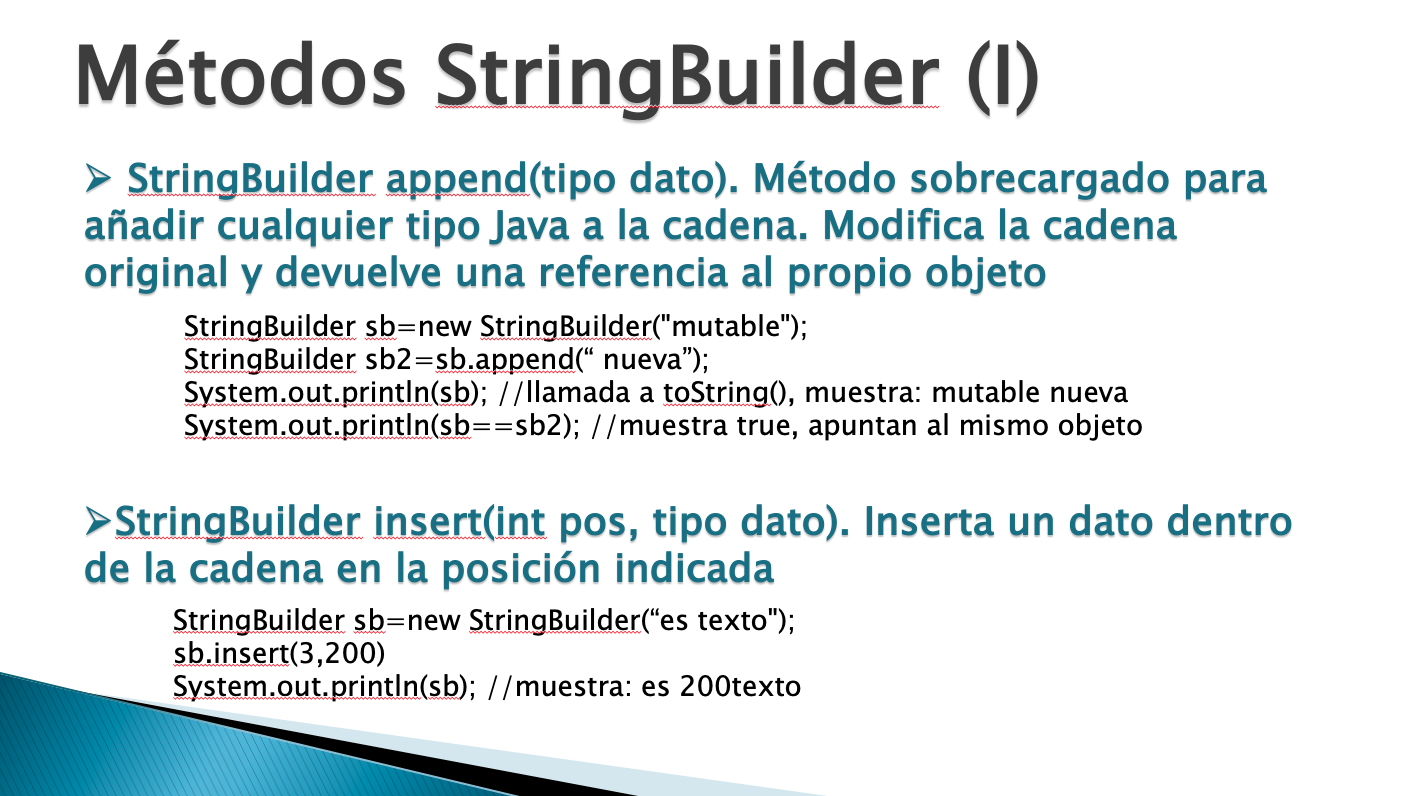 Métodos StringBuilder (I)
➢ StringBuilder append(tipo dato). Método sobrecargado para
añadir cualquier tipo Java a la cadena. Modifica la cadena
original y devuelve una referencia al propio objeto
StringBuilder sb=new StringBuilder("mutable");
StringBuilder sb2=sb.append(“ nueva”);
System.out.println(sb); //llamada a toString(), muestra: mutable nueva
System.out.println(sb==sb2); //muestra true, apuntan al mismo objeto
➢StringBuilder insert(int pos, tipo dato). Inserta un dato dentro
de la cadena en la posición indicada
StringBuilder sb=new StringBuilder(“es texto");
sb.insert(3,200)
System.out.println(sb); //muestra: es 200texto